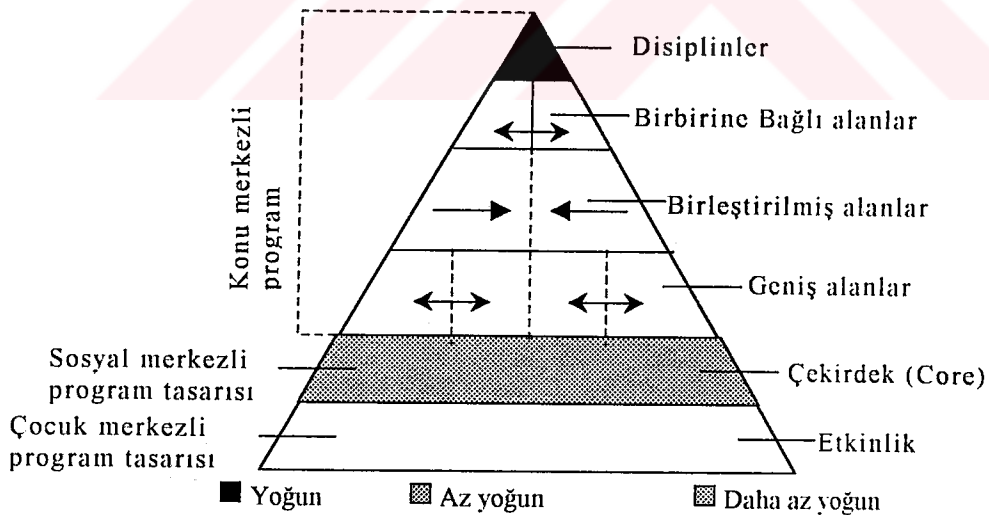 Disiplinler
Birbirine Bağlı alanlar
Birleştirilmiş alanlar
Geniş alanlar
Konu merkezli
program
Sosyal merkezli
program tasarısı
Çekirdek (Core)
Çocuk merkezli
program tasarısı
Etkinlik
Yoğun
Az yoğun
Daha az yoğun